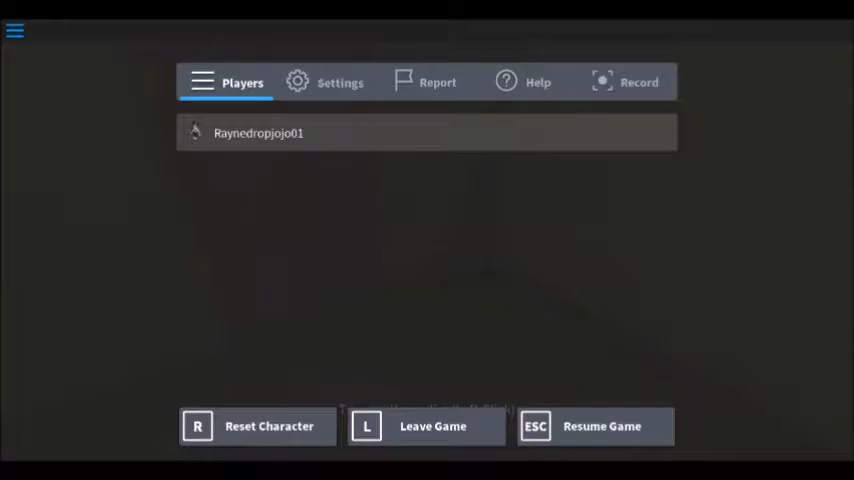 Players Settings Report Help Record
Raynedropjojo01
R Reset Character L Leave Game ESC Resume Game